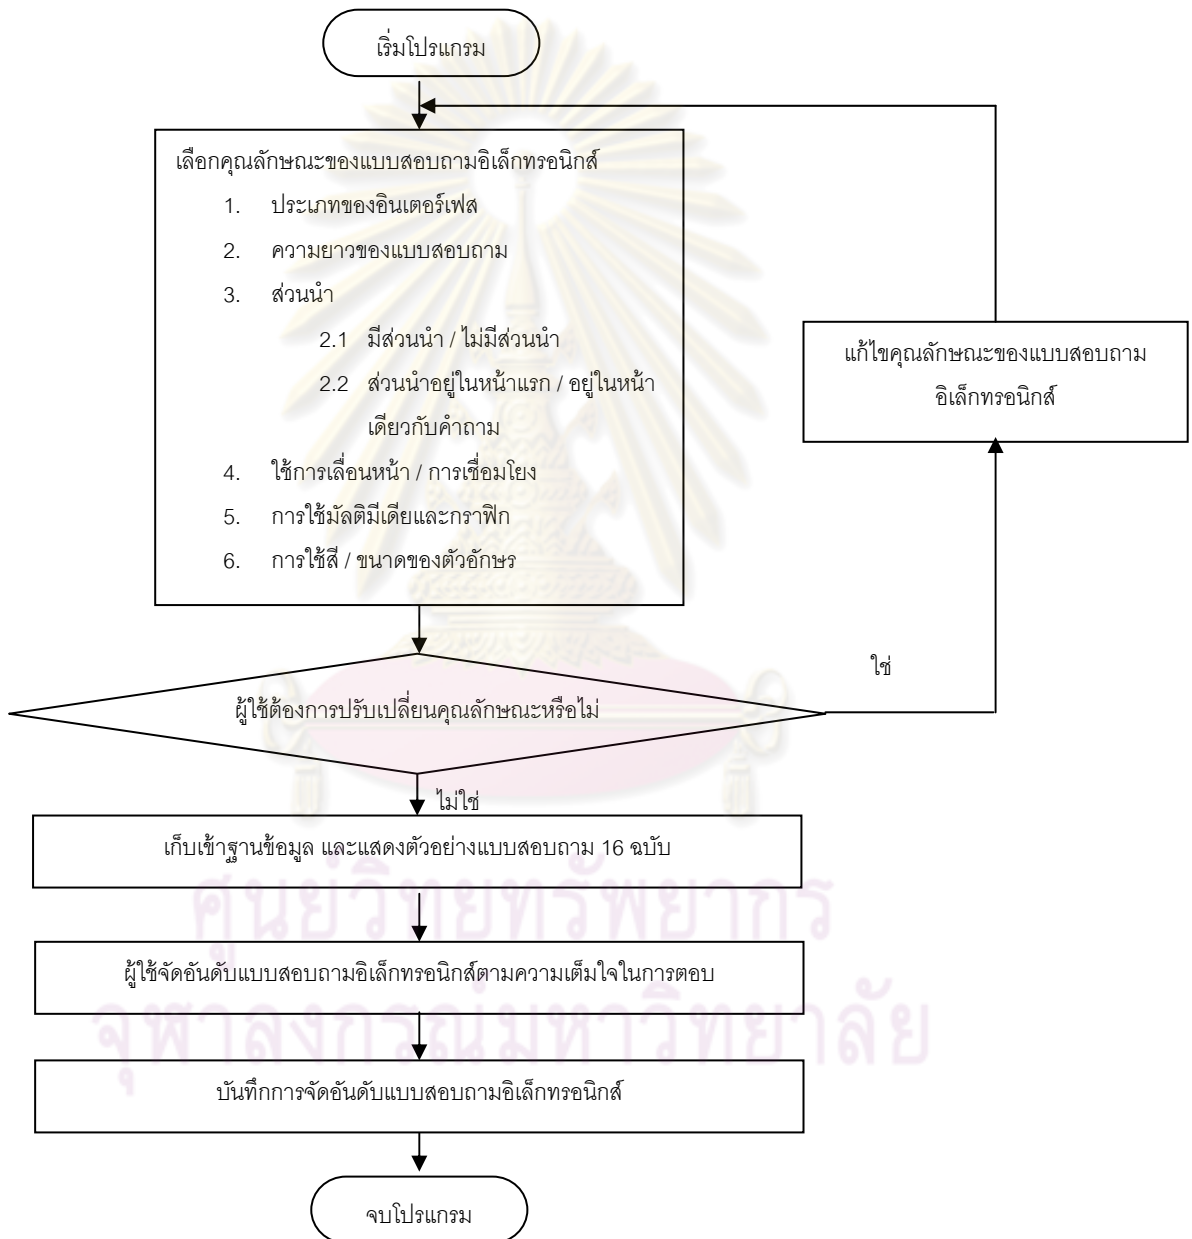 เริ่มโปรแกรม
เลือกคุณลักษณะของแบบสอบถามอิเล็กทรอนิกส์
1. ประเภทของอินเตอร์เฟส
2. ความยาวของแบบสอบถาม
3. ส่วนนำ
2.1 มีส่วนนำ / ไม่มีส่วนนำ
2.2 ส่วนนำอยู่ในหน้าแรก / อยู่ในหน้า
เดียวกับคำถาม
4. ใช้การเลื่อนหน้า / การเชื่อมโยง
5. การใช้มัลติมีเดียและกราฟิก
6. การใช้สี / ขนาดของตัวอักษร
แก้ไขคุณลักษณะของแบบสอบถาม
อิเล็กทรอนิกส์
ใช่
ผู้ใช้ต้องการปรับเปลี่ยนคุณลักษณะหรือไม่
ไม่ใช่
เก็บเข้าฐานข้อมูล และแสดงตัวอย่างแบบสอบถาม 16 ฉบับ
ศูนย์วิทยทรัพยากร
ผู้ใช้จัดอันดับแบบสอบถามอิเล็กทรอนิกส์ตามความเต็มใจในการตอบ
จุฬาลงกรณ์มหาวิทยาลัย
บันทึกการจัดอันดับแบบสอบถามอิเล็กทรอนิกส์
จบโปรแกรม